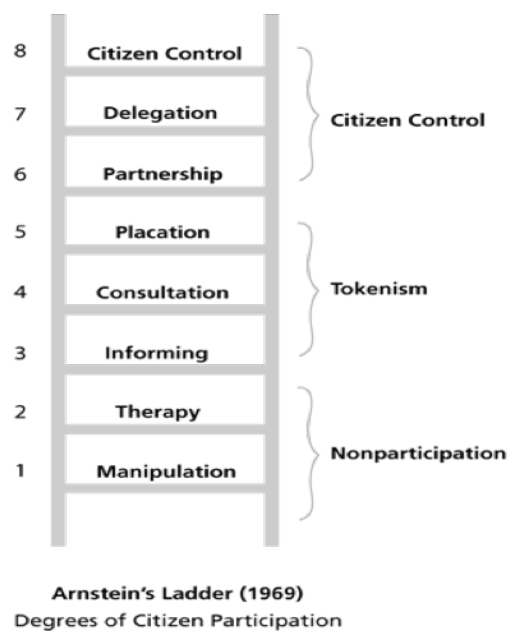 8 Citizen Control
7 Delegation
Citizen Control
6 Partnership
5 Placation
4 Consultation
Tokenism
3 Informing
2 Therapy
Nonparticipation
1 Manipulation
Arnstein's Ladder (1969)
Degrees of Citizen Participation